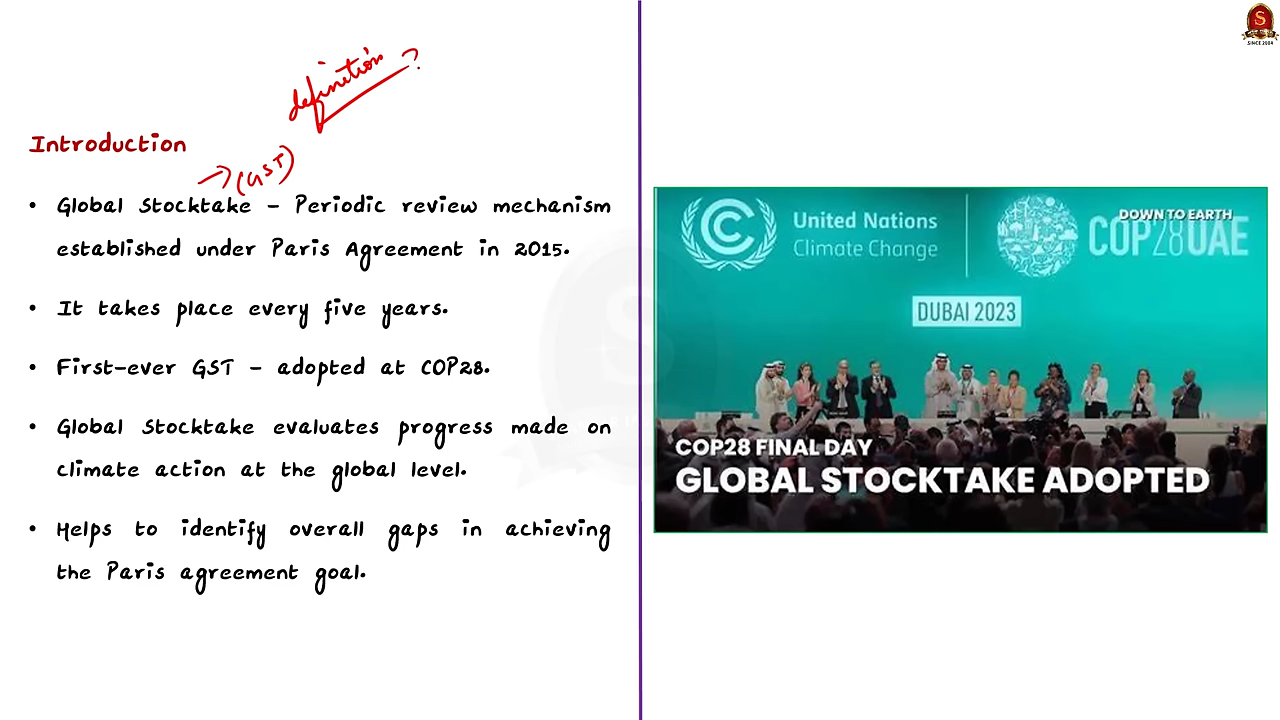 definition ?
Introduction
→ (GST)
• Global Stocktake – Periodic review mechanism
established under Paris Agreement in 2015.
• It takes place every five years.
• First-ever GST – adopted at COP28.
• Global Stocktake evaluates progress made on
climate action at the global level.
• Helps to identify overall gaps in achieving
the Paris agreement goal.
SINCE 2004
DOWN TO EARTH
United Nations
Climate Change
COP28UAE
DUBAI 2023
COP28 FINAL DAY
GLOBAL STOCKTAKE ADOPTED